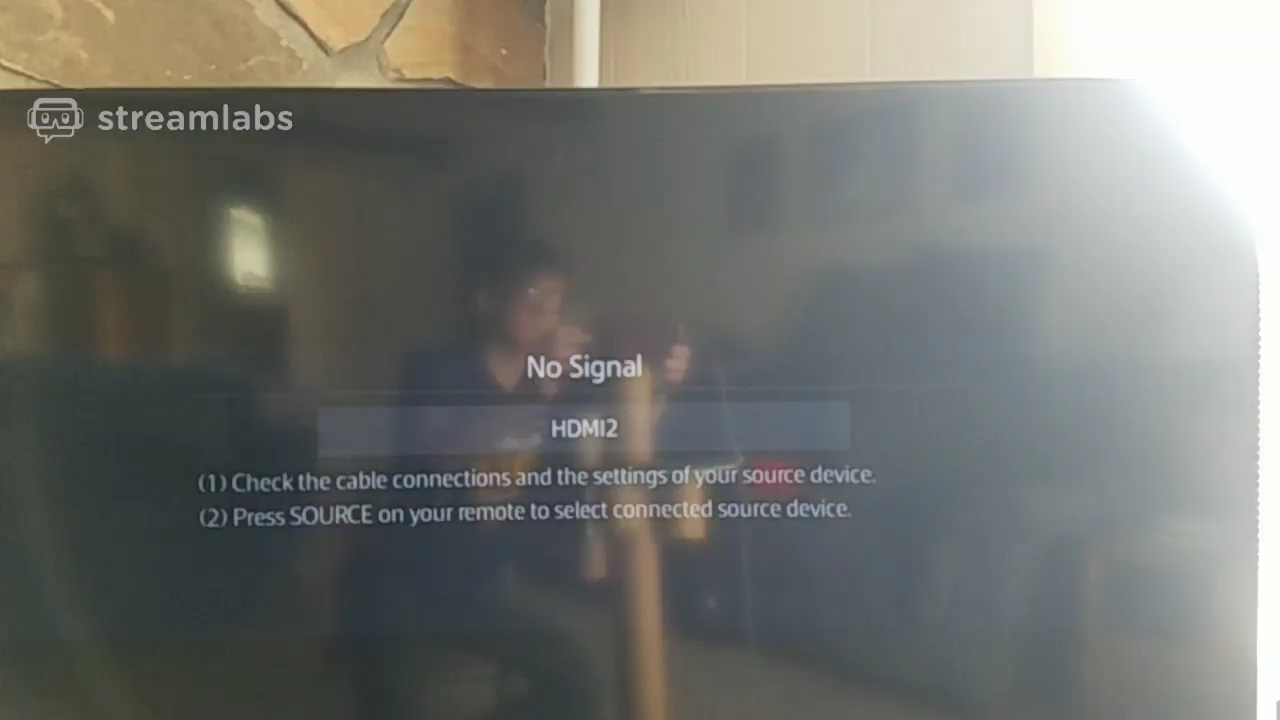 streamlabs
No Signal
HDMI2
(1) Check the cable connections and the settings of your source device.
(2) Press SOURCE on your remote to select connected source device.